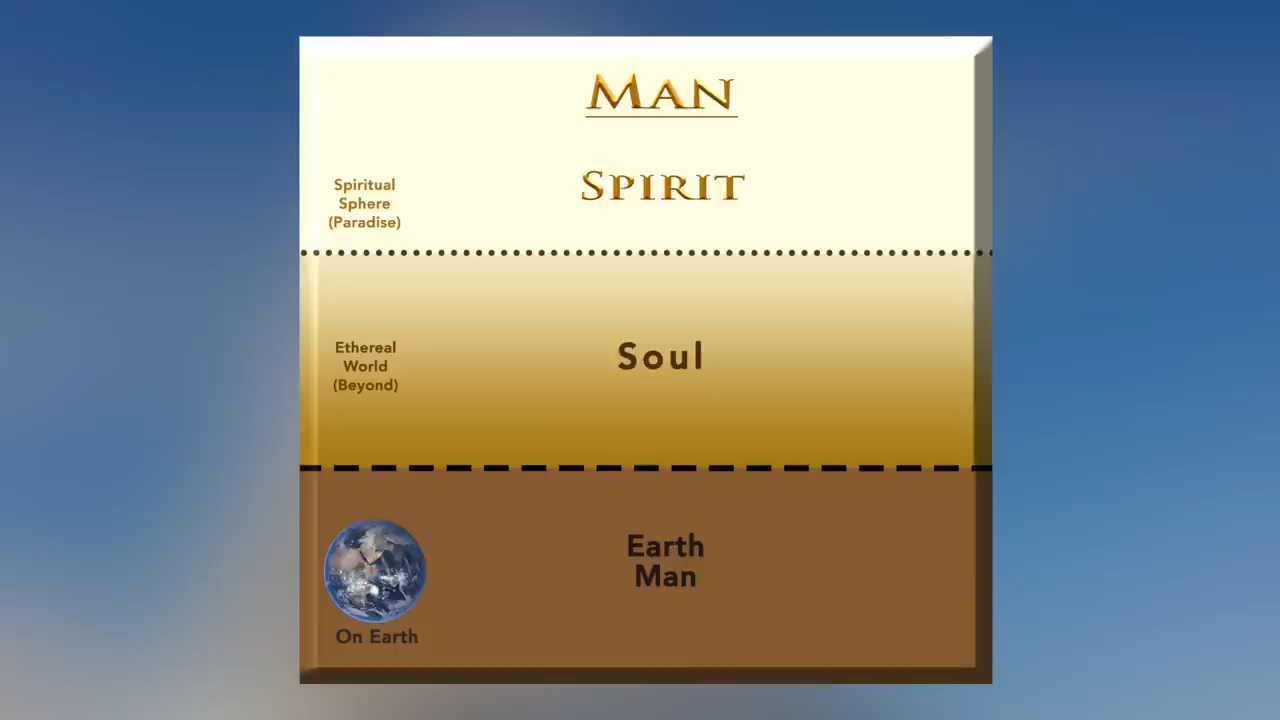 MAN
SPIRIT
Spiritual
Sphere
(Paradise)
Soul
Ethereal
World
(Beyond)
Earth
Man
On Earth